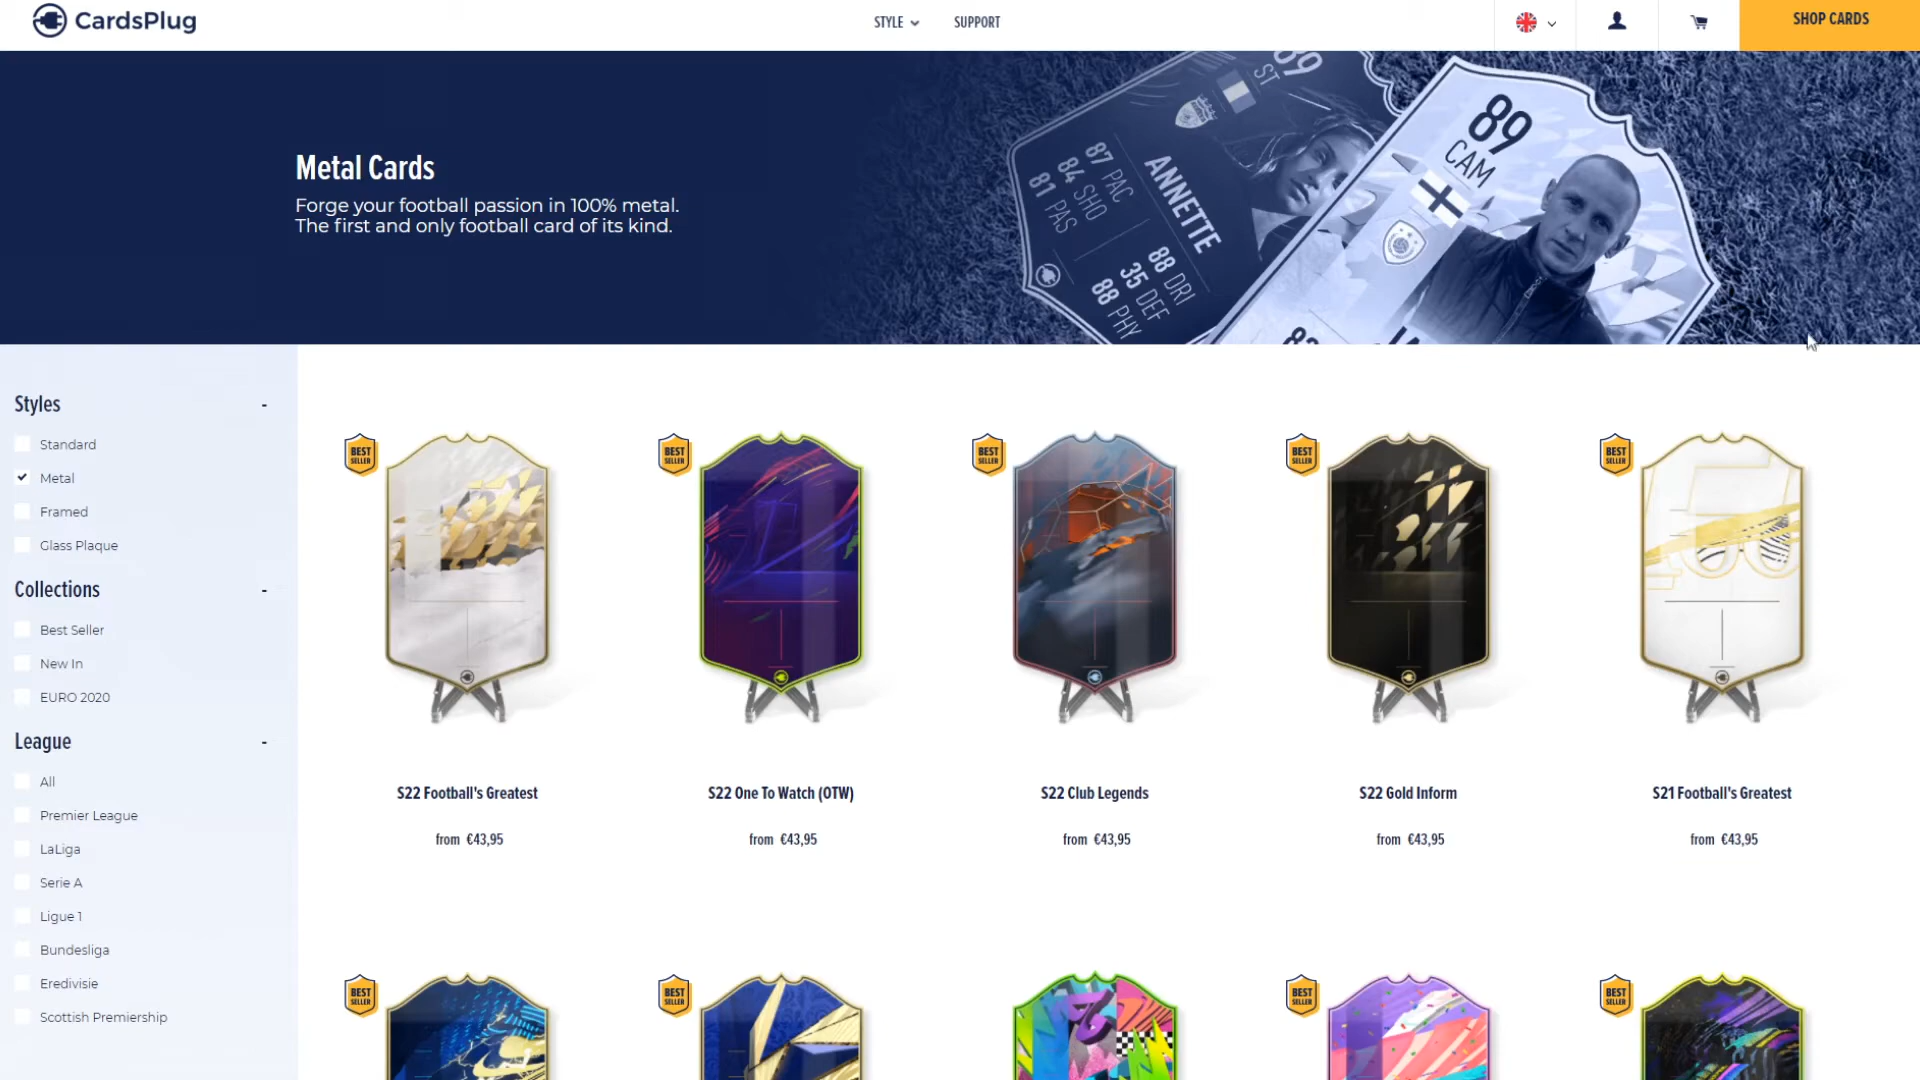 CardsPlug
STYLE
SUPPORT
SHOP CARDS
Metal Cards
Forge your football passion in 100% metal.
The first and only football card of its kind.
89
ST
87 PAC
84 SHO
81 PAS
ANNETTE
88 DRI
35 DEF
88 PHY
89
CAM
Styles -
Standard
Metal
Framed
Glass Plaque
Collections -
Best Seller
New In
EURO 2020
League -
All
Premier League
LaLiga
Serie A
Ligue 1
Bundesliga
Eredivisie
Scottish Premiership
BEST
SELLER
BEST
SELLER
BEST
SELLER
BEST
SELLER
BEST
SELLER
S22 Football's Greatest
from €43,95
S22 One To Watch (OTW)
from €43,95
S22 Club Legends
from €43,95
S22 Gold Inform
from €43,95
S21 Football's Greatest
from €43,95
BEST
SELLER
BEST
SELLER
BEST
SELLER
BEST
SELLER